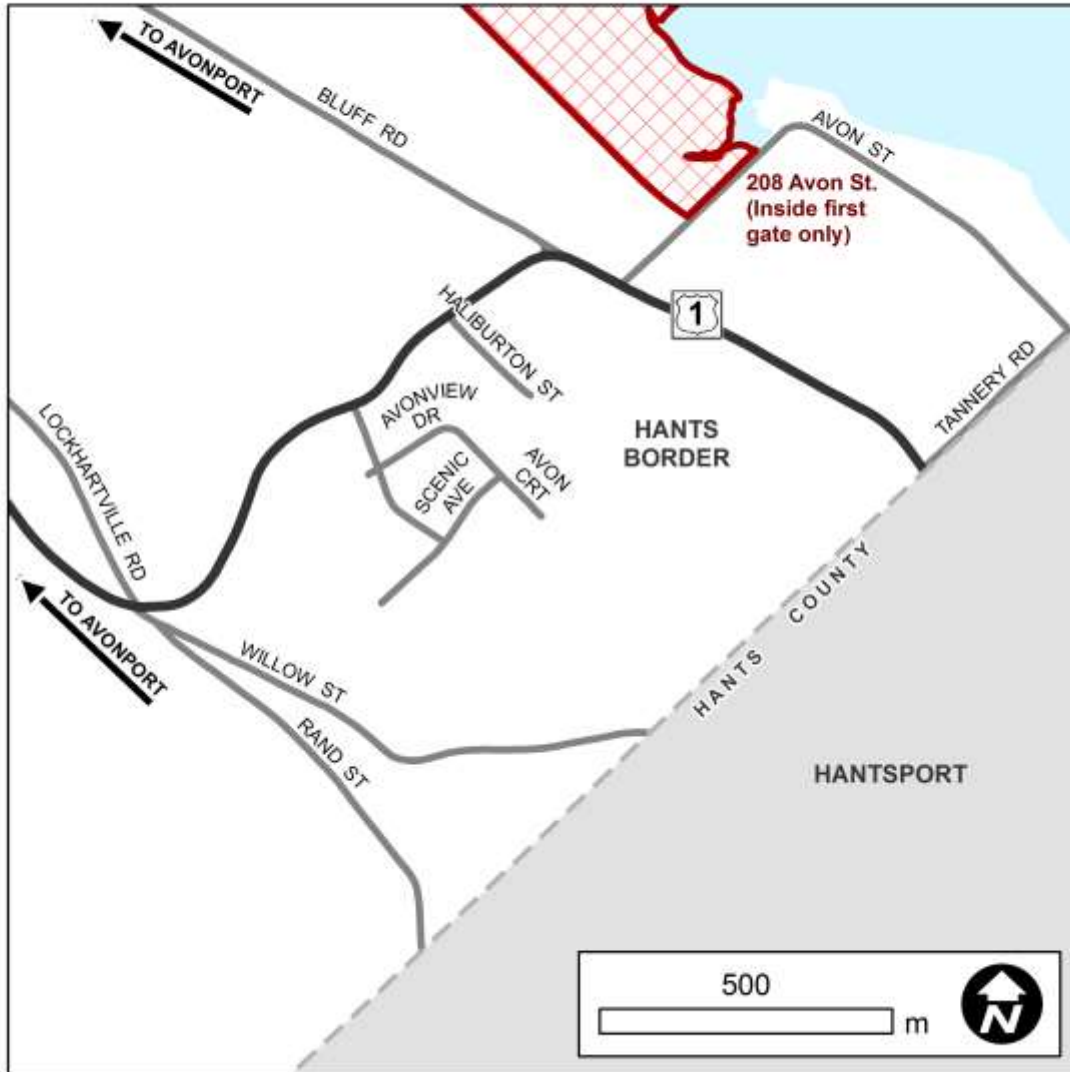 TO AVONPORT
BLUFF RD
AVON ST
208 Avon St.
(Inside first
gate only)
1
HALIBURTON ST
TANNERY RD
AVONVIEW
DR
LOCKHARTVILLE RD
HANTS
BORDER
SCENIC
AVE
AVON
CRT
TO AVONPORT
HANTS COUNTY
WILLOW ST
RAND ST
HANTSPORT
500
m
N